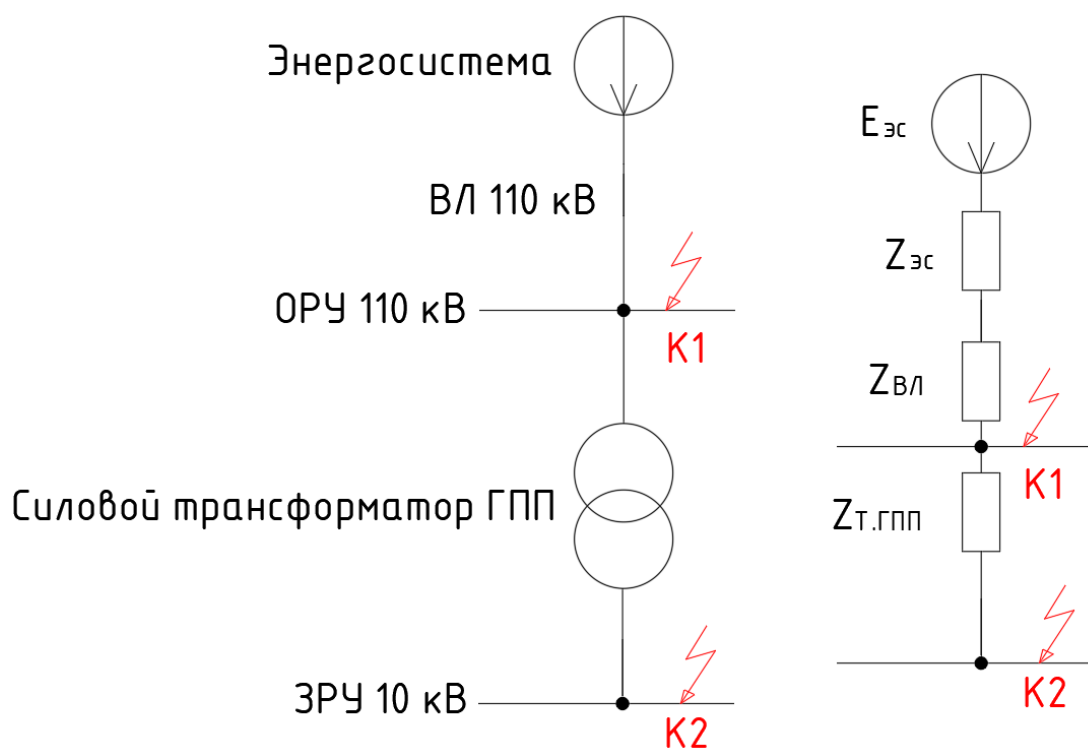 Энергосистема
ВЛ 110 кВ
ОРУ 110 кВ
К1
Силовой трансформатор ГПП
ЗРУ 10 кВ
К2
Eэс
Zэс
ZВЛ
К1
ZТ.ГПП
К2